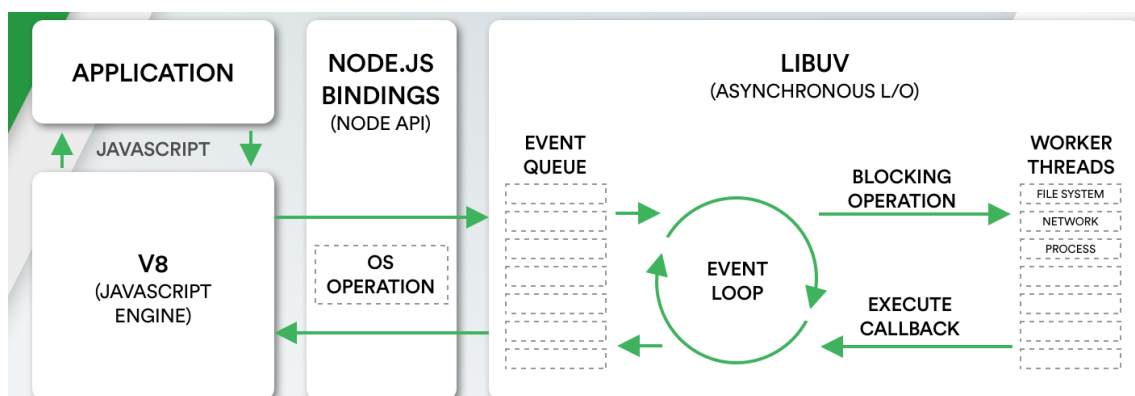 APPLICATION
JAVASCRIPT
V8
(JAVASCRIPT
ENGINE)
NODE.JS
BINDINGS
(NODE API)
OS
OPERATION
LIBUV
(ASYNCHRONOUS L/O)
EVENT
QUEUE
EVENT
LOOP
BLOCKING
OPERATION
EXECUTE
CALLBACK
WORKER
THREADS
FILE SYSTEM
NETWORK
PROCESS